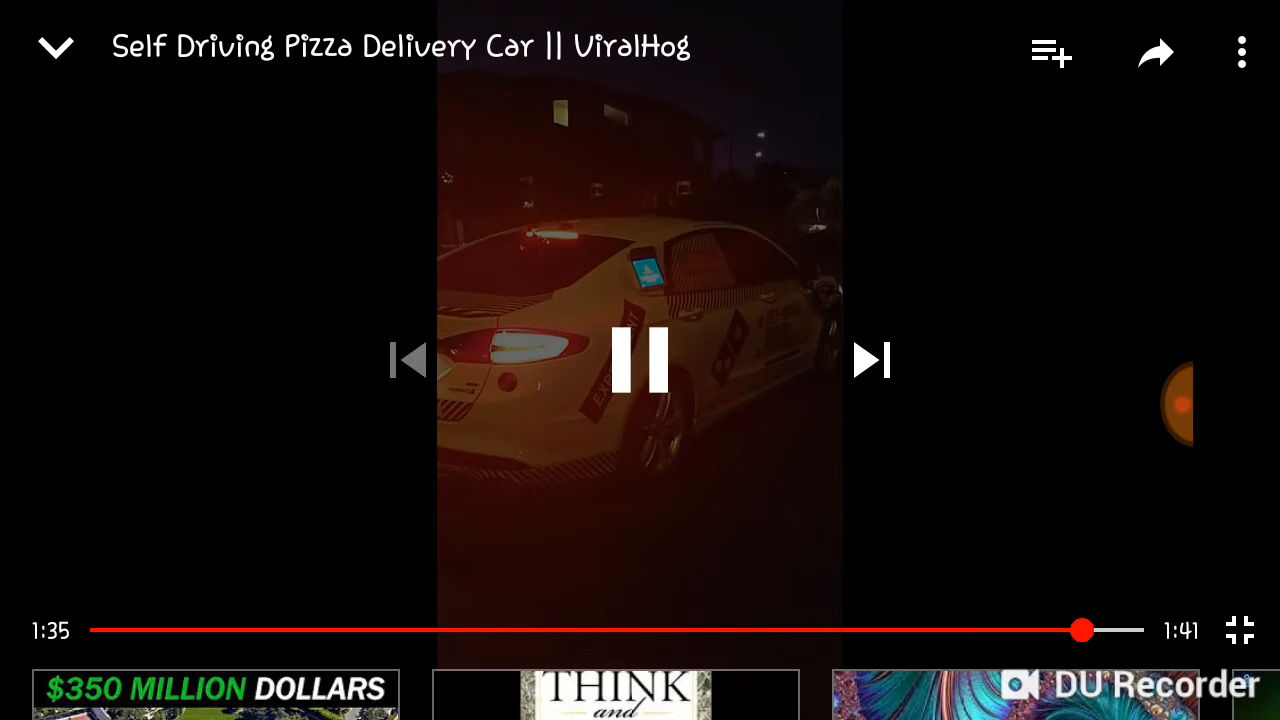 Self Driving Pizza Delivery Car || ViralHog
1:35
1:41
$350 MILLION DOLLARS
THINK
and
DU Recorder